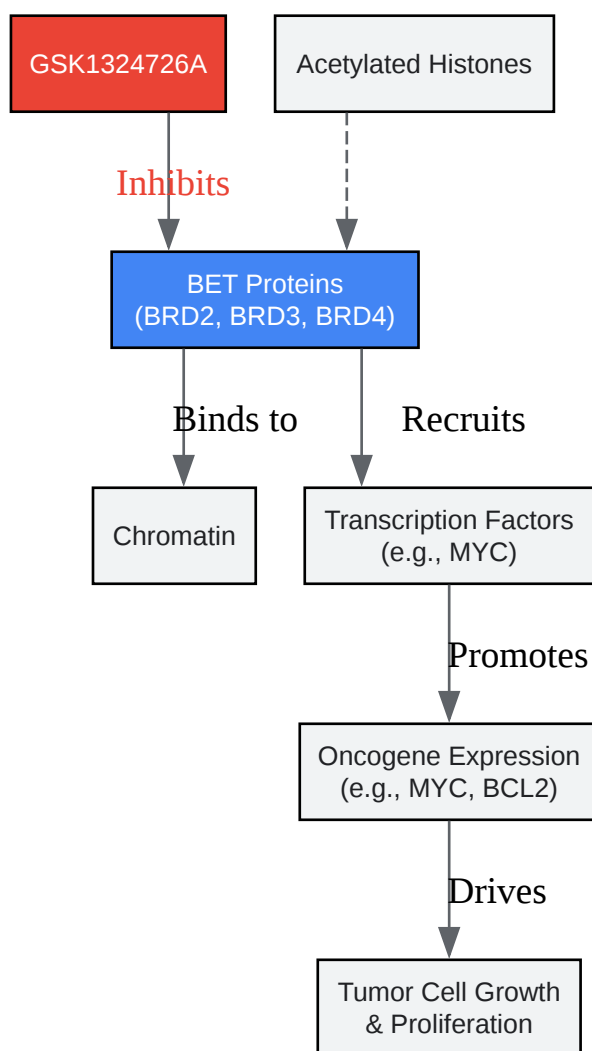 GSK1324726A
Acetylated Histones
Inhibits
BET Proteins
(BRD2, BRD3, BRD4)
Binds to
Recruits
Chromatin
Transcription Factors
(e.g., MYC)
Promotes
Oncogene Expression
(e.g., MYC, BCL2)
Drives
Tumor Cell Growth
& Proliferation